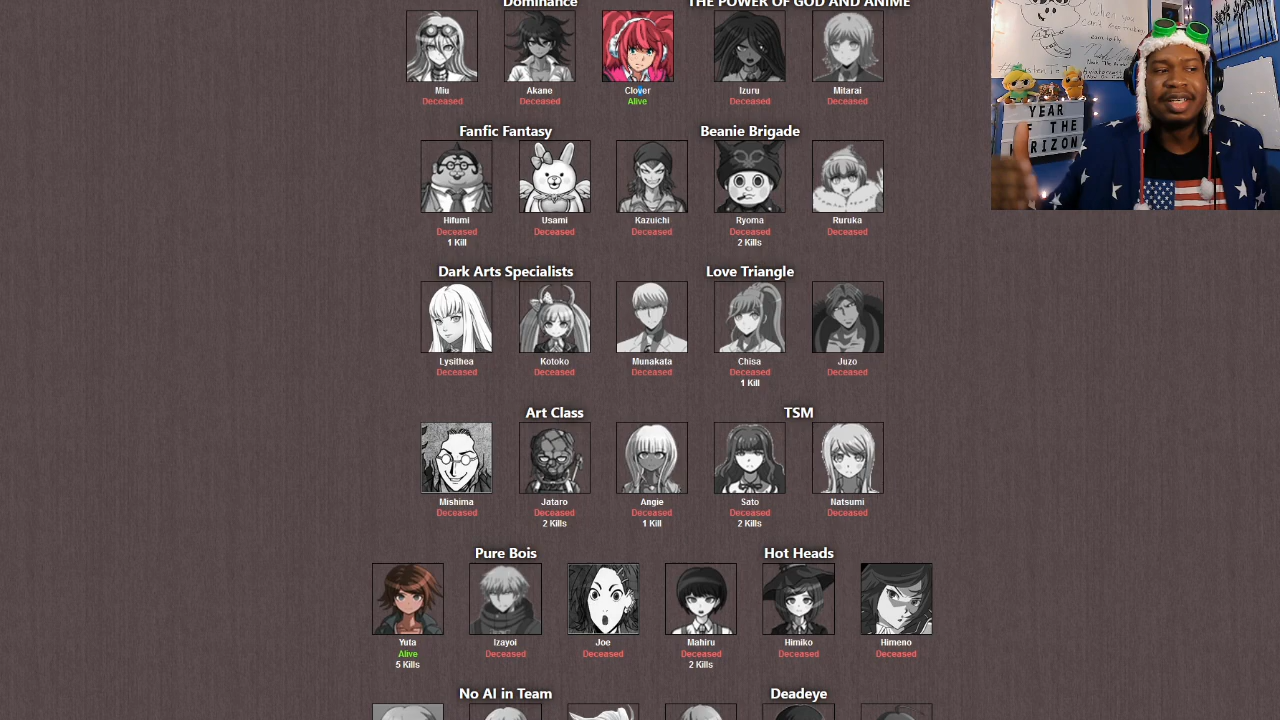 Dominance THE POWER OF GOD AND ANIME
Miu Akane Clover Izuru Mitarai
Deceased Deceased Alive Deceased Deceased
Fanfic Fantasy Beanie Brigade
Hifumi Usami Kazuichi Ryoma Ruruka
Deceased Deceased Deceased Deceased Deceased
1 Kill 2 Kills
Dark Arts Specialists Love Triangle
Lysithea Kotoko Munakata Chisa Juzo
Deceased Deceased Deceased Deceased Deceased
1 Kill
Art Class TSM
Mishima Jataro Angie Sato Natsumi
Deceased Deceased Deceased Deceased Deceased
2 Kills 1 Kill 2 Kills
Pure Bois Hot Heads
Yuta Izayoi Joe Mahiru Himiko Himeno
Alive Deceased Deceased Deceased Deceased Deceased
5 Kills 2 Kills
No AI in Team Deadeye
When you
YEAR
F THE
H RIZON